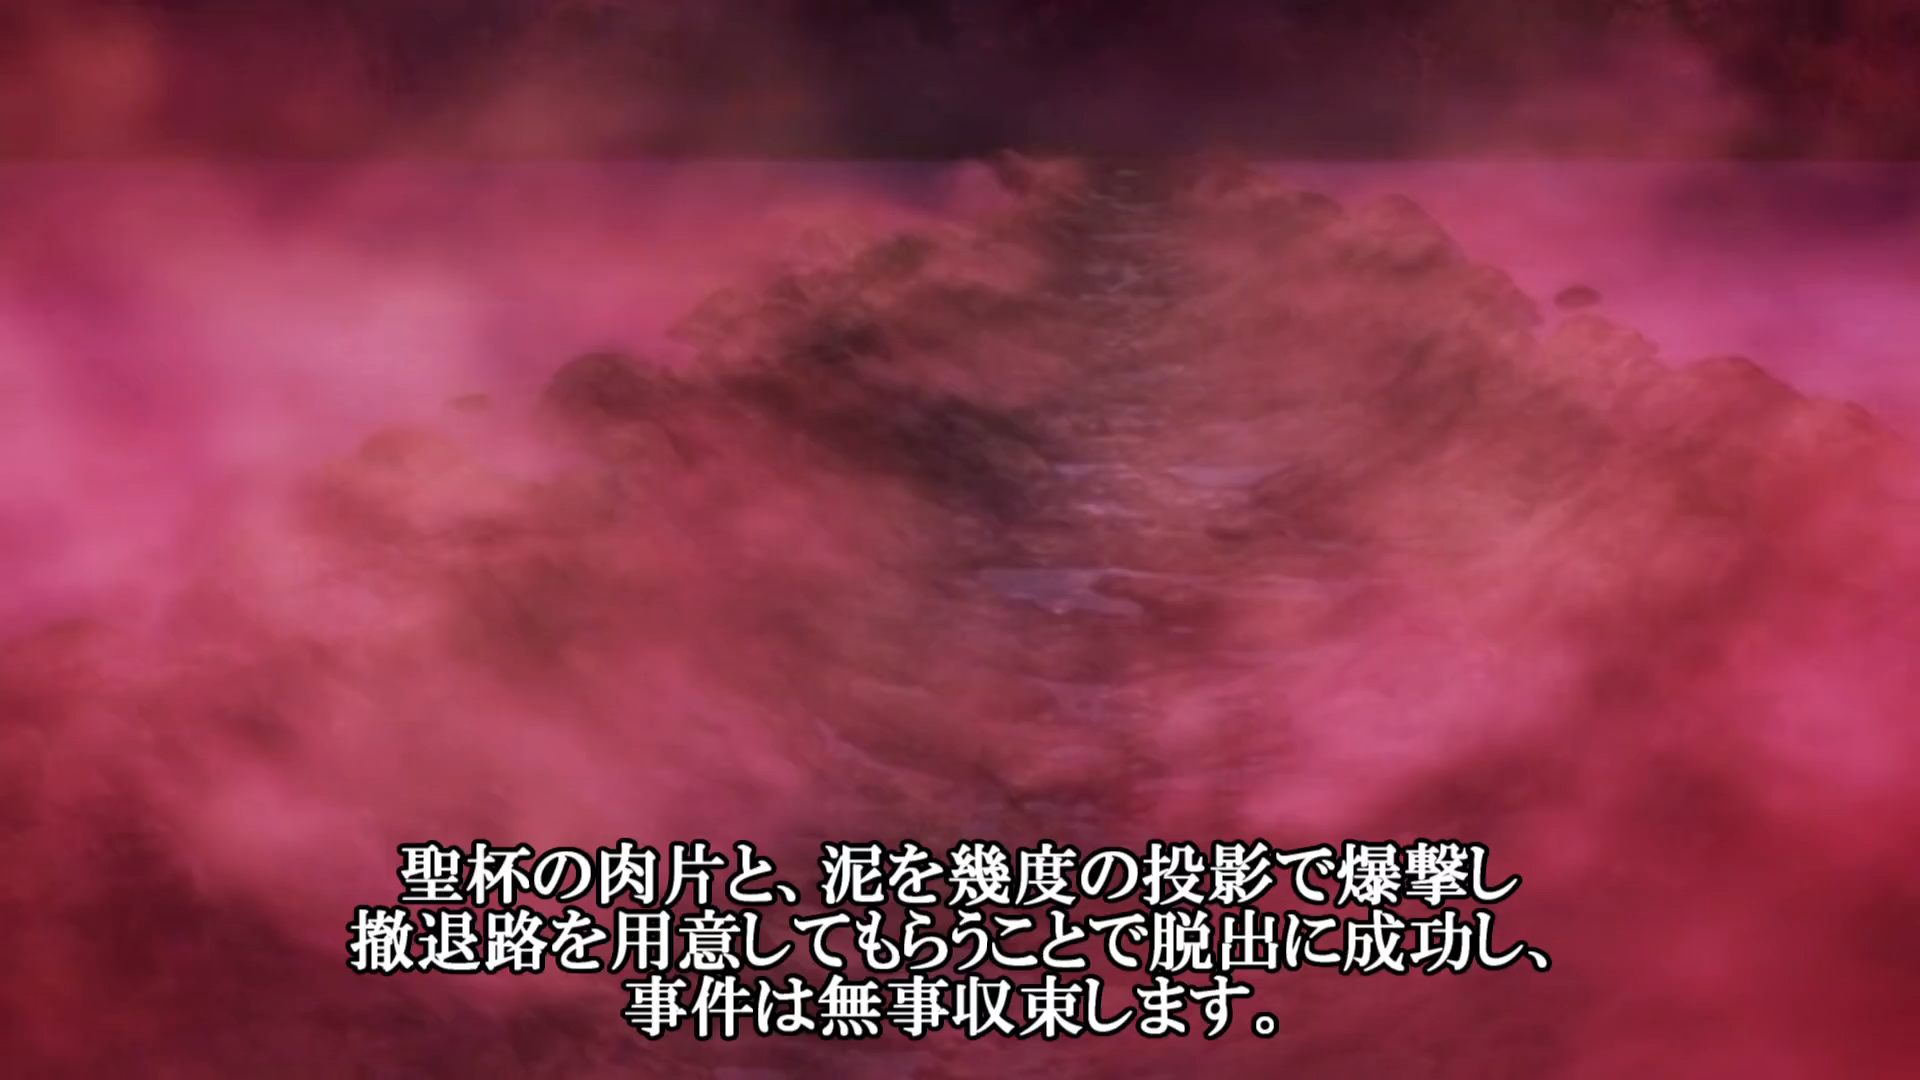 聖杯の肉片と、泥を幾度の投影で爆撃し
撤退路を用意してもらうことで脱出に成功し、
事件は無事収束します。